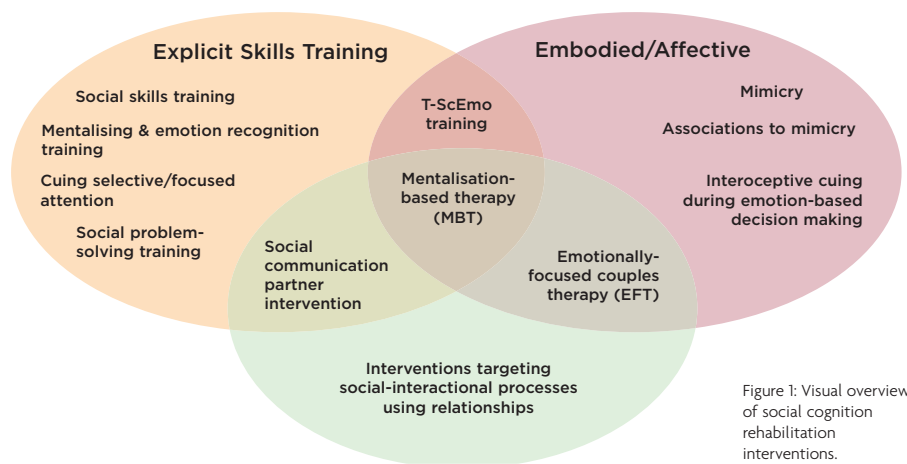 Explicit Skills Training
Social skills training
Mentalising & emotion recognition
training
Cuing selective/focused
attention
Social problem-
solving training
T-ScEmo
training
Mentalisation-
based therapy
(MBT)
Social
communication
partner
intervention
Embodied/Affective
Mimicry
Associations to mimicry
Interoceptive cuing
during emotion-based
decision making
Emotionally-
focused couples
therapy (EFT)
Interventions targeting
social-interactional processes
using relationships
Figure 1: Visual overview
of social cognition
rehabilitation
interventions.